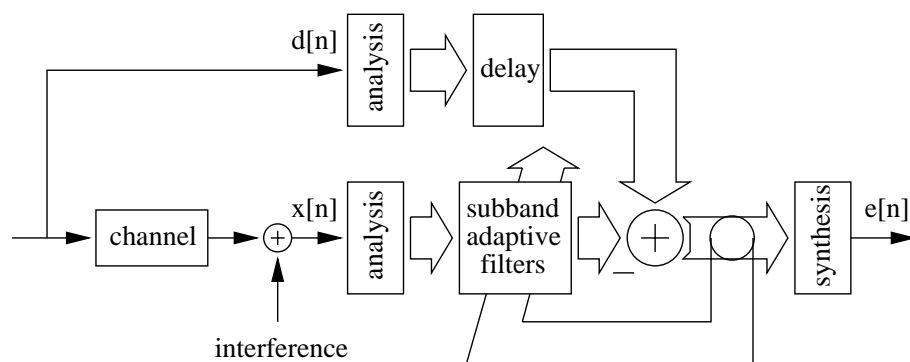 d[n]
analysis
delay
channel
+
x[n]
analysis
subband
adaptive
filters
+
−
synthesis
e[n]
interference